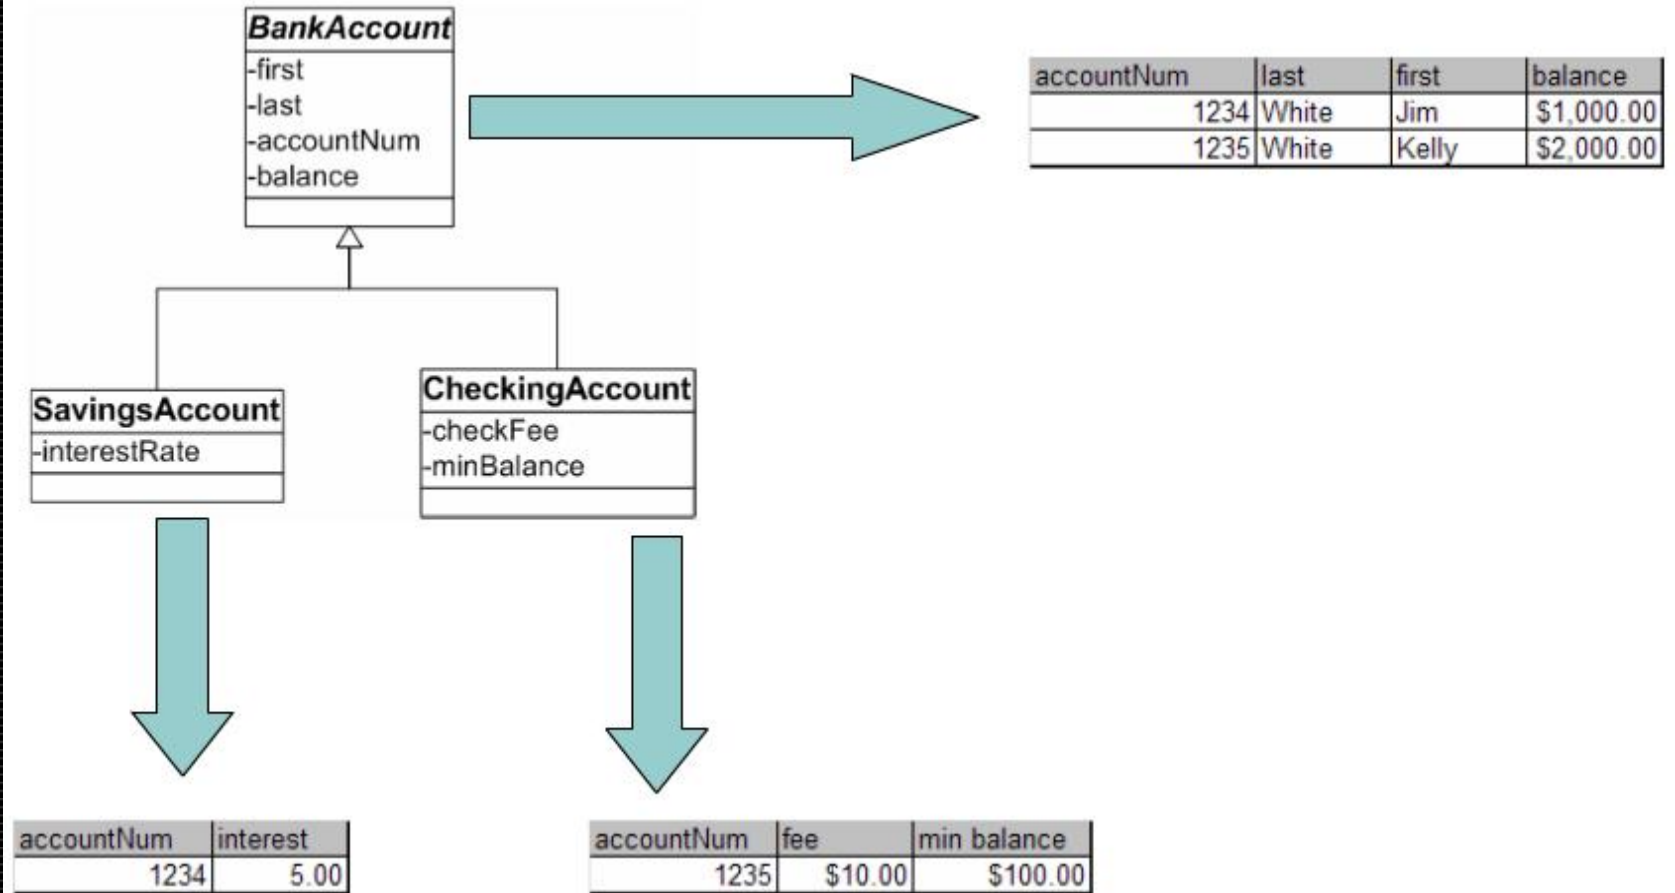 BankAccount
-first
-last
-accountNum
-balance
accountNum last first balance
1234 White Jim $1,000.00
1235 White Kelly $2,000.00
SavingsAccount
-interestRate
CheckingAccount
-checkFee
-minBalance
accountNum interest
1234 5.00
accountNum fee min balance
1235 $10.00 $100.00